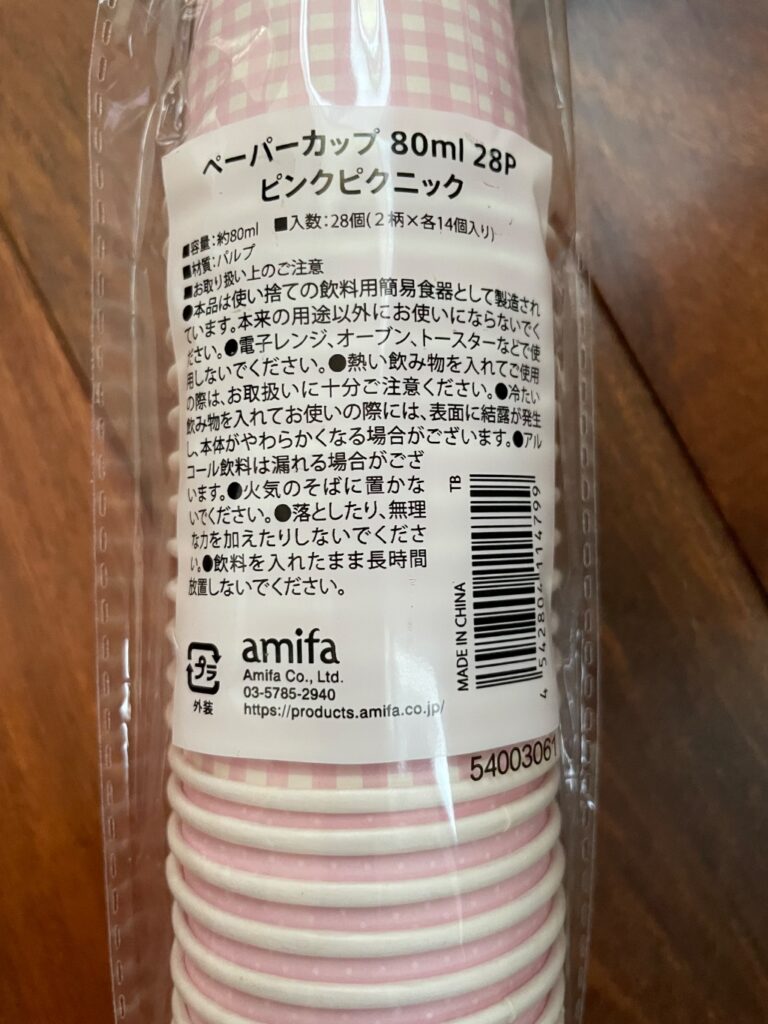 ペーパーカップ 80ml 28P
ピンクピクニック
■容量：約80ml ■入数：28個(2柄×各14個入り)
■材質：パルプ
■お取り扱い上のご注意
●本品は使い捨ての飲料用簡易食器として製造され
ています。本来の用途以外にお使いにならないでく
ださい。●電子レンジ、オーブン、トースターなどで使
用しないでください。●熱い飲み物を入れてご使用
の際は、お取扱いに十分ご注意ください。●冷たい
飲み物を入れてお使いの際には、表面に結露が発生
し、本体がやわらかくなる場合がございます。●アル
コール飲料は漏れる場合がござ
います。●火気のそばに置かな
いでください。●落としたり、無理
な力を加えたりしないでくださ
い。●飲料を入れたまま長時間
放置しないでください。
TB
MADE IN CHINA
4 542804 114799
プラ
外装
amifa
Amifa Co., Ltd.
03-5785-2940
https://products.amifa.co.jp/
54003061